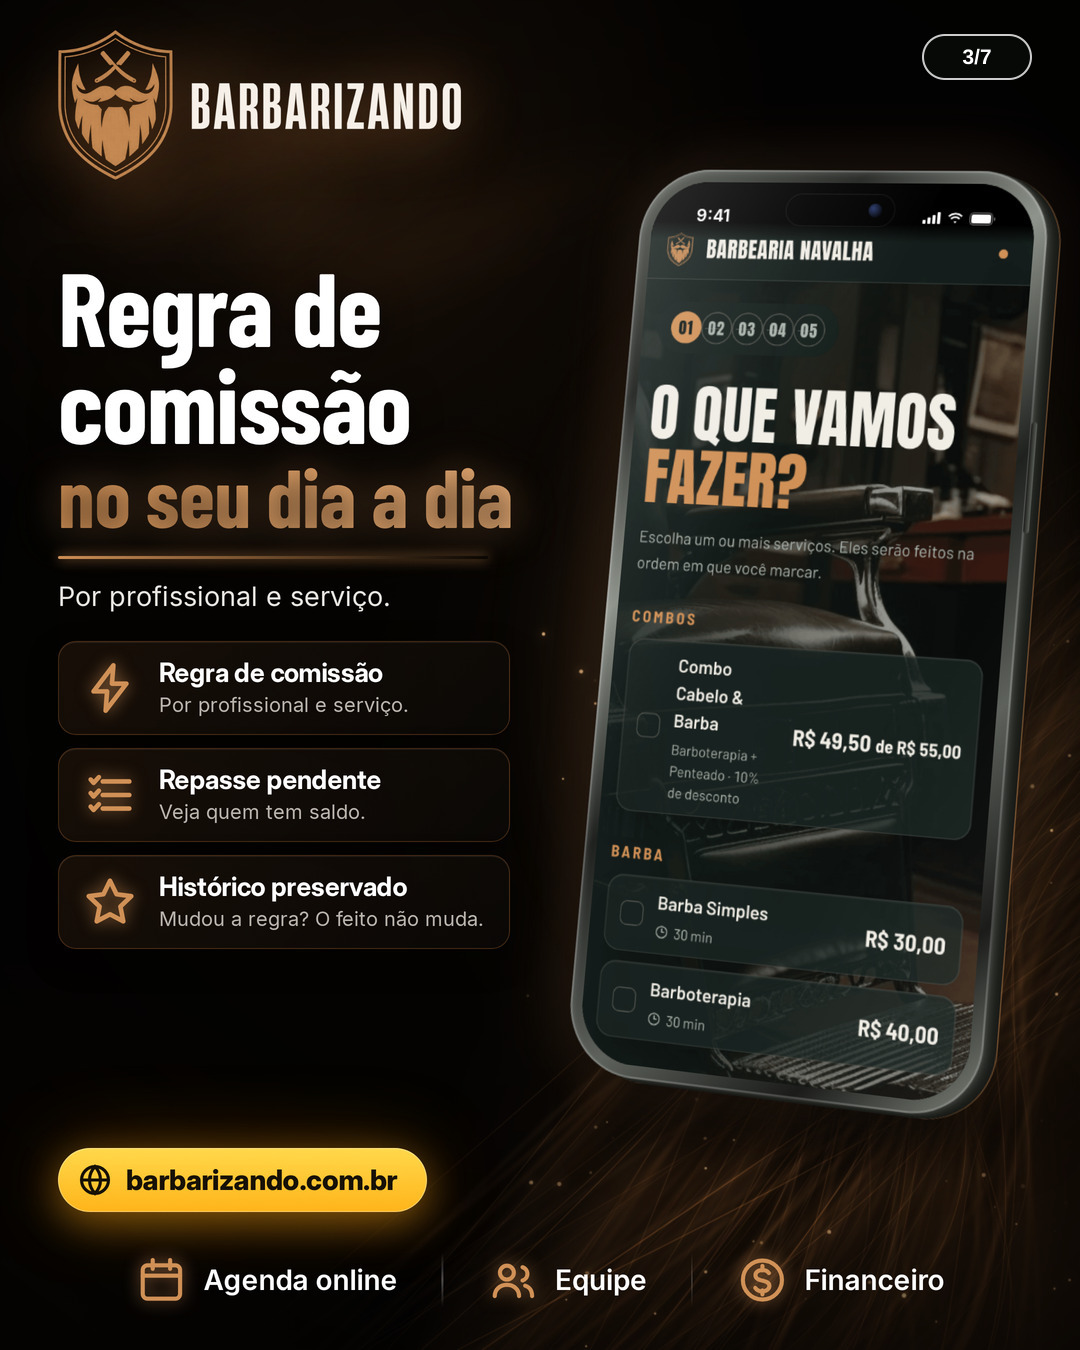 BARBARIZANDO
3/7
Regra de
comissão
no seu dia a dia
Por profissional e serviço.
Regra de comissão
Por profissional e serviço.
Repasse pendente
Veja quem tem saldo.
Histórico preservado
Mudou a regra? O feito não muda.
9:41
BARBEARIA NAVALHA
01 02 03 04 05
O QUE VAMOS
FAZER?
Escolha um ou mais serviços. Eles serão feitos na
ordem em que você marcar.
COMBOS
Combo
Cabelo &
Barba
R$ 49,50 de R$ 55,00
Barboterapia +
Penteado · 10%
de desconto
BARBA
Barba Simples
30 min
R$ 30,00
Barboterapia
30 min
R$ 40,00
barbarizando.com.br
Agenda online
Equipe
Financeiro